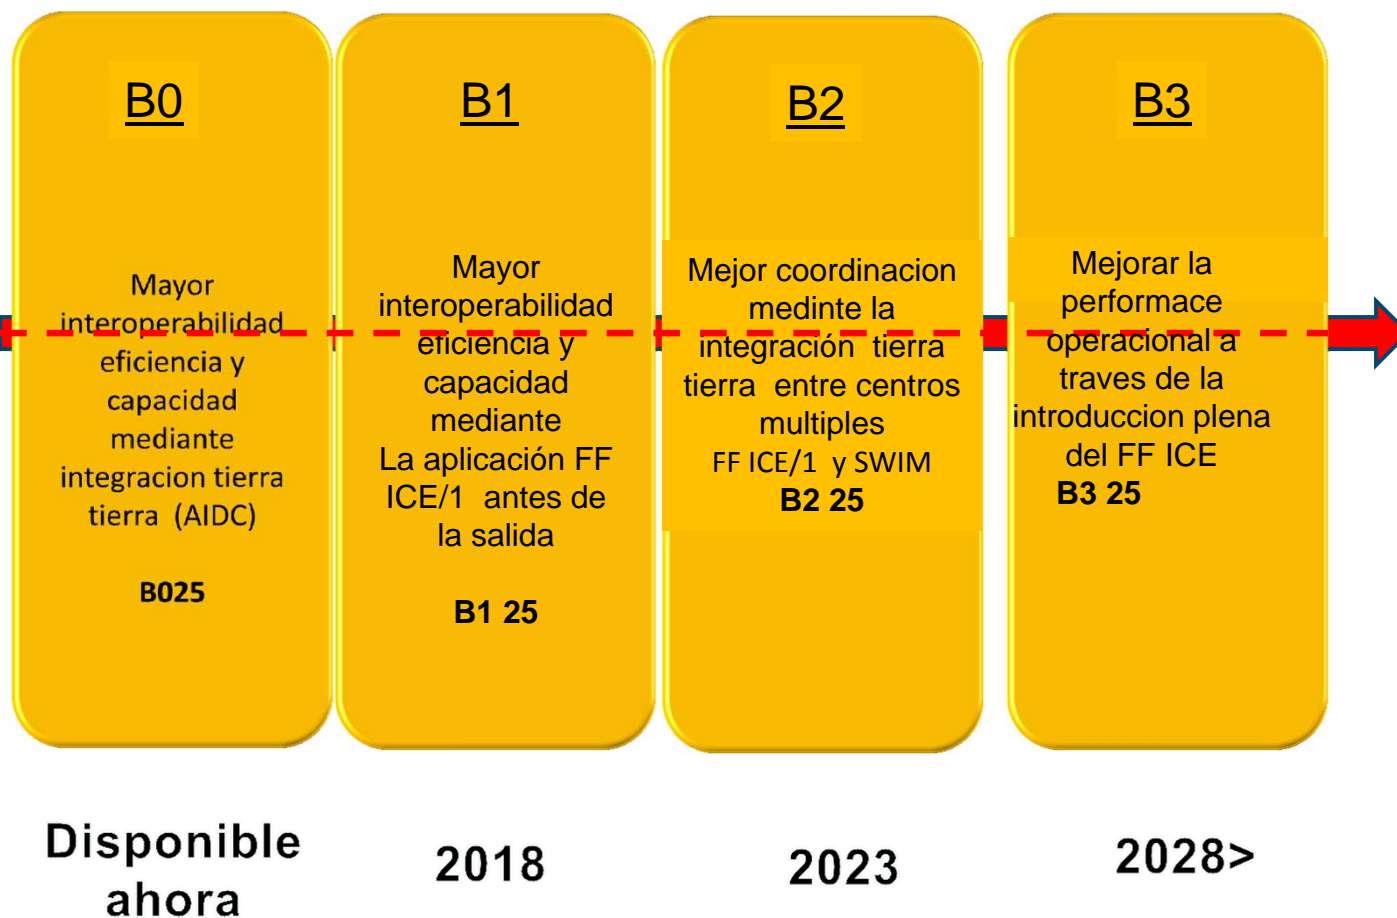 B0
Mayor
interoperabilidad
eficiencia y
capacidad
mediante
integracion tierra
tierra (AIDC)
B025
B1
Mayor
interoperabilidad
eficiencia y
capacidad
mediante
La aplicación FF
ICE/1 antes de
la salida
B1 25
B2
Mejor coordinacion
medinte la
integración tierra
tierra entre centros
multiples
FF ICE/1 y SWIM
B2 25
B3
Mejorar la
performace
operacional a
traves de la
introduccion plena
del FF ICE
B3 25
Disponible
ahora
2018
2023
2028>